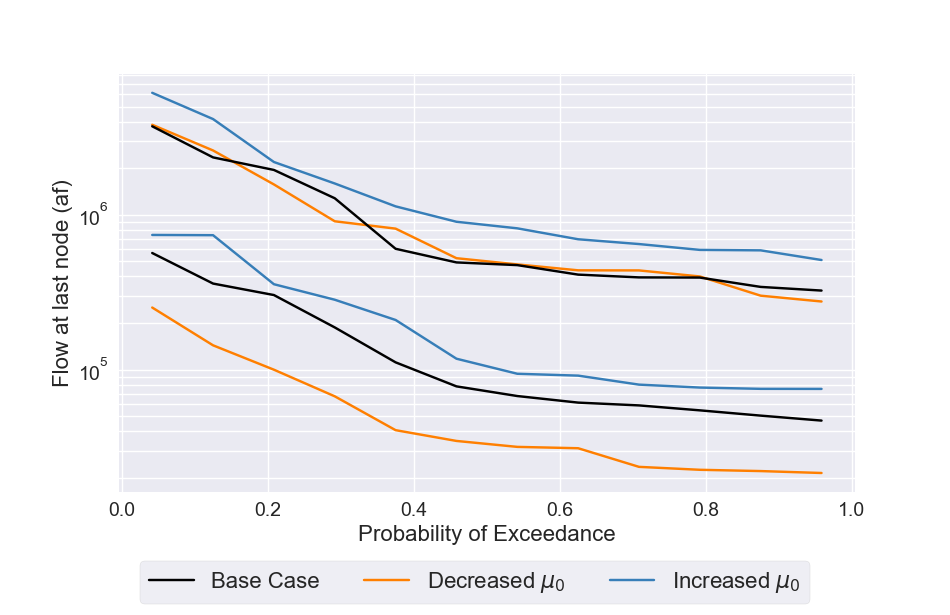 Flow at last node (af)
10^6
10^5
0.0 0.2 0.4 0.6 0.8 1.0
Probability of Exceedance
Base Case Decreased μ₀ Increased μ₀